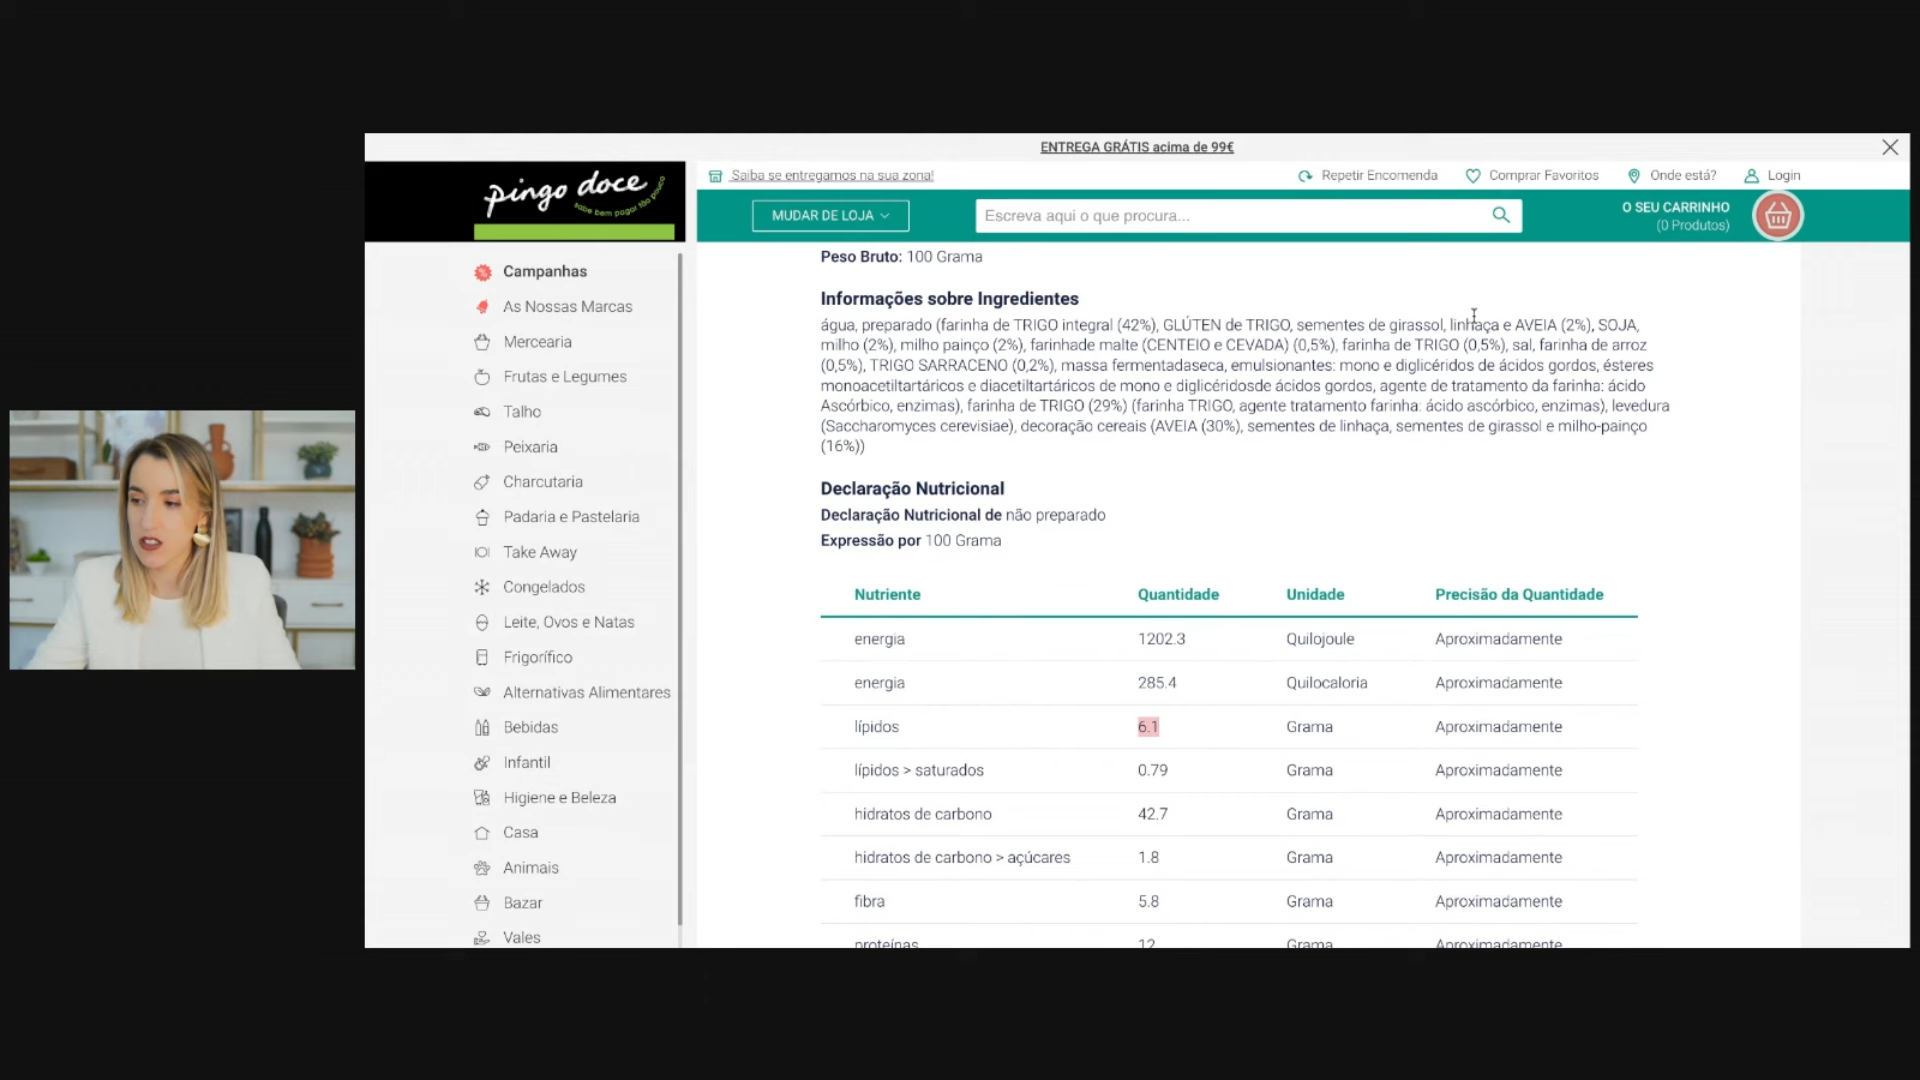 ENTREGA GRÁTIS acima de 99€
pingo doce
sabe bem pagar tão pouco
Saiba se entregamos na sua zona!
Repetir Encomenda
Comprar Favoritos
Onde está?
Login
MUDAR DE LOJA
Escreva aqui o que procura...
O SEU CARRINHO
(0 Produtos)
Campanhas
As Nossas Marcas
Mercearia
Frutas e Legumes
Talho
Peixaria
Charcutaria
Padaria e Pastelaria
Take Away
Congelados
Leite, Ovos e Natas
Frigorífico
Alternativas Alimentares
Bebidas
Infantil
Higiene e Beleza
Casa
Animais
Bazar
Vales
Peso Bruto: 100 Grama
Informações sobre Ingredientes
água, preparado (farinha de TRIGO integral (42%), GLÚTEN de TRIGO, sementes de girassol, linhaça e AVEIA (2%), SOJA,
milho (2%), milho painço (2%), farinhade malte (CENTEIO e CEVADA) (0,5%), farinha de TRIGO (0,5%), sal, farinha de arroz
(0,5%), TRIGO SARRACENO (0,2%), massa fermentadaseca, emulsionantes: mono e diglicéridos de ácidos gordos, ésteres
monoacetiltartáricos e diacetiltartáricos de mono e diglicéridosde ácidos gordos, agente de tratamento da farinha: ácido
Ascórbico, enzimas), farinha de TRIGO (29%) (farinha TRIGO, agente tratamento farinha: ácido ascórbico, enzimas), levedura
(Saccharomyces cerevisiae), decoração cereais (AVEIA (30%), sementes de linhaça, sementes de girassol e milho-painço
(16%))
Declaração Nutricional
Declaração Nutricional de não preparado
Expressão por 100 Grama
Nutriente Quantidade Unidade Precisão da Quantidade
energia 1202.3 Quilojoule Aproximadamente
energia 285.4 Quilocaloria Aproximadamente
lípidos 6.1 Grama Aproximadamente
lípidos > saturados 0.79 Grama Aproximadamente
hidratos de carbono 42.7 Grama Aproximadamente
hidratos de carbono > açúcares 1.8 Grama Aproximadamente
fibra 5.8 Grama Aproximadamente
proteínas 12 Grama Aproximadamente